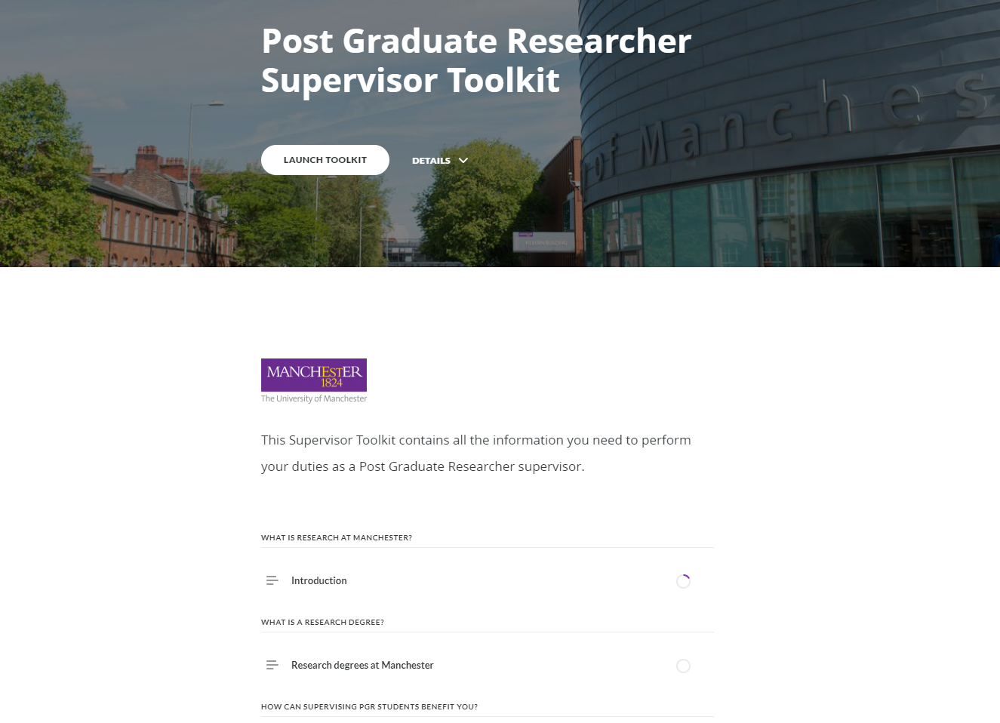 Post Graduate Researcher
Supervisor Toolkit
of Manches
LAUNCH TOOLKIT
DETAILS
MANCHESTER
1824
The University of Manchester
This Supervisor Toolkit contains all the information you need to perform
your duties as a Post Graduate Researcher supervisor.
WHAT IS RESEARCH AT MANCHESTER?
Introduction
WHAT IS A RESEARCH DEGREE?
Research degrees at Manchester
HOW CAN SUPERVISING PGR STUDENTS BENEFIT YOU?